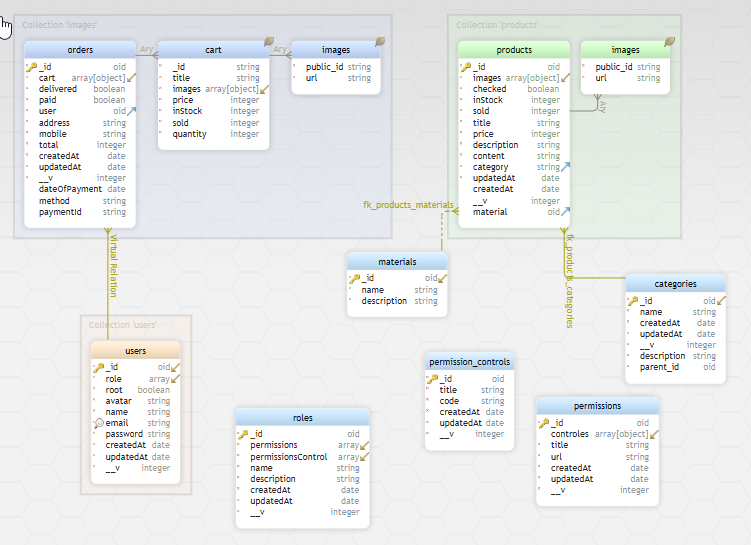 Collection 'images'
orders
_id oid
cart array[object]
delivered boolean
paid boolean
user oid
address string
mobile string
total integer
createdAt date
updatedAt date
__v integer
dateOfPayment date
method string
paymentId string
Ary
cart
_id string
title string
images array[object]
price integer
inStock integer
sold integer
quantity integer
Ary
images
public_id string
url string
Collection 'products'
products
_id oid
images array[object]
checked boolean
inStock integer
sold integer
title string
price integer
description string
content string
category string
updatedAt date
createdAt date
__v integer
material oid
images
public_id string
url string
Ary
fk_products_materials
fk_products_categories
Virtual Relation
materials
_id oid
name string
description string
categories
_id oid
name string
createdAt date
updatedAt date
__v integer
description string
parent_id oid
Collection 'users'
users
_id oid
role array
root boolean
avatar string
name string
email string
password string
createdAt date
updatedAt date
__v integer
permission_controls
_id oid
title string
code string
createdAt date
updatedAt date
__v integer
roles
_id oid
permissions array
permissionsControl array
name string
description string
createdAt date
updatedAt date
__v integer
permissions
_id oid
controles array[object]
title string
url string
createdAt date
updatedAt date
__v integer